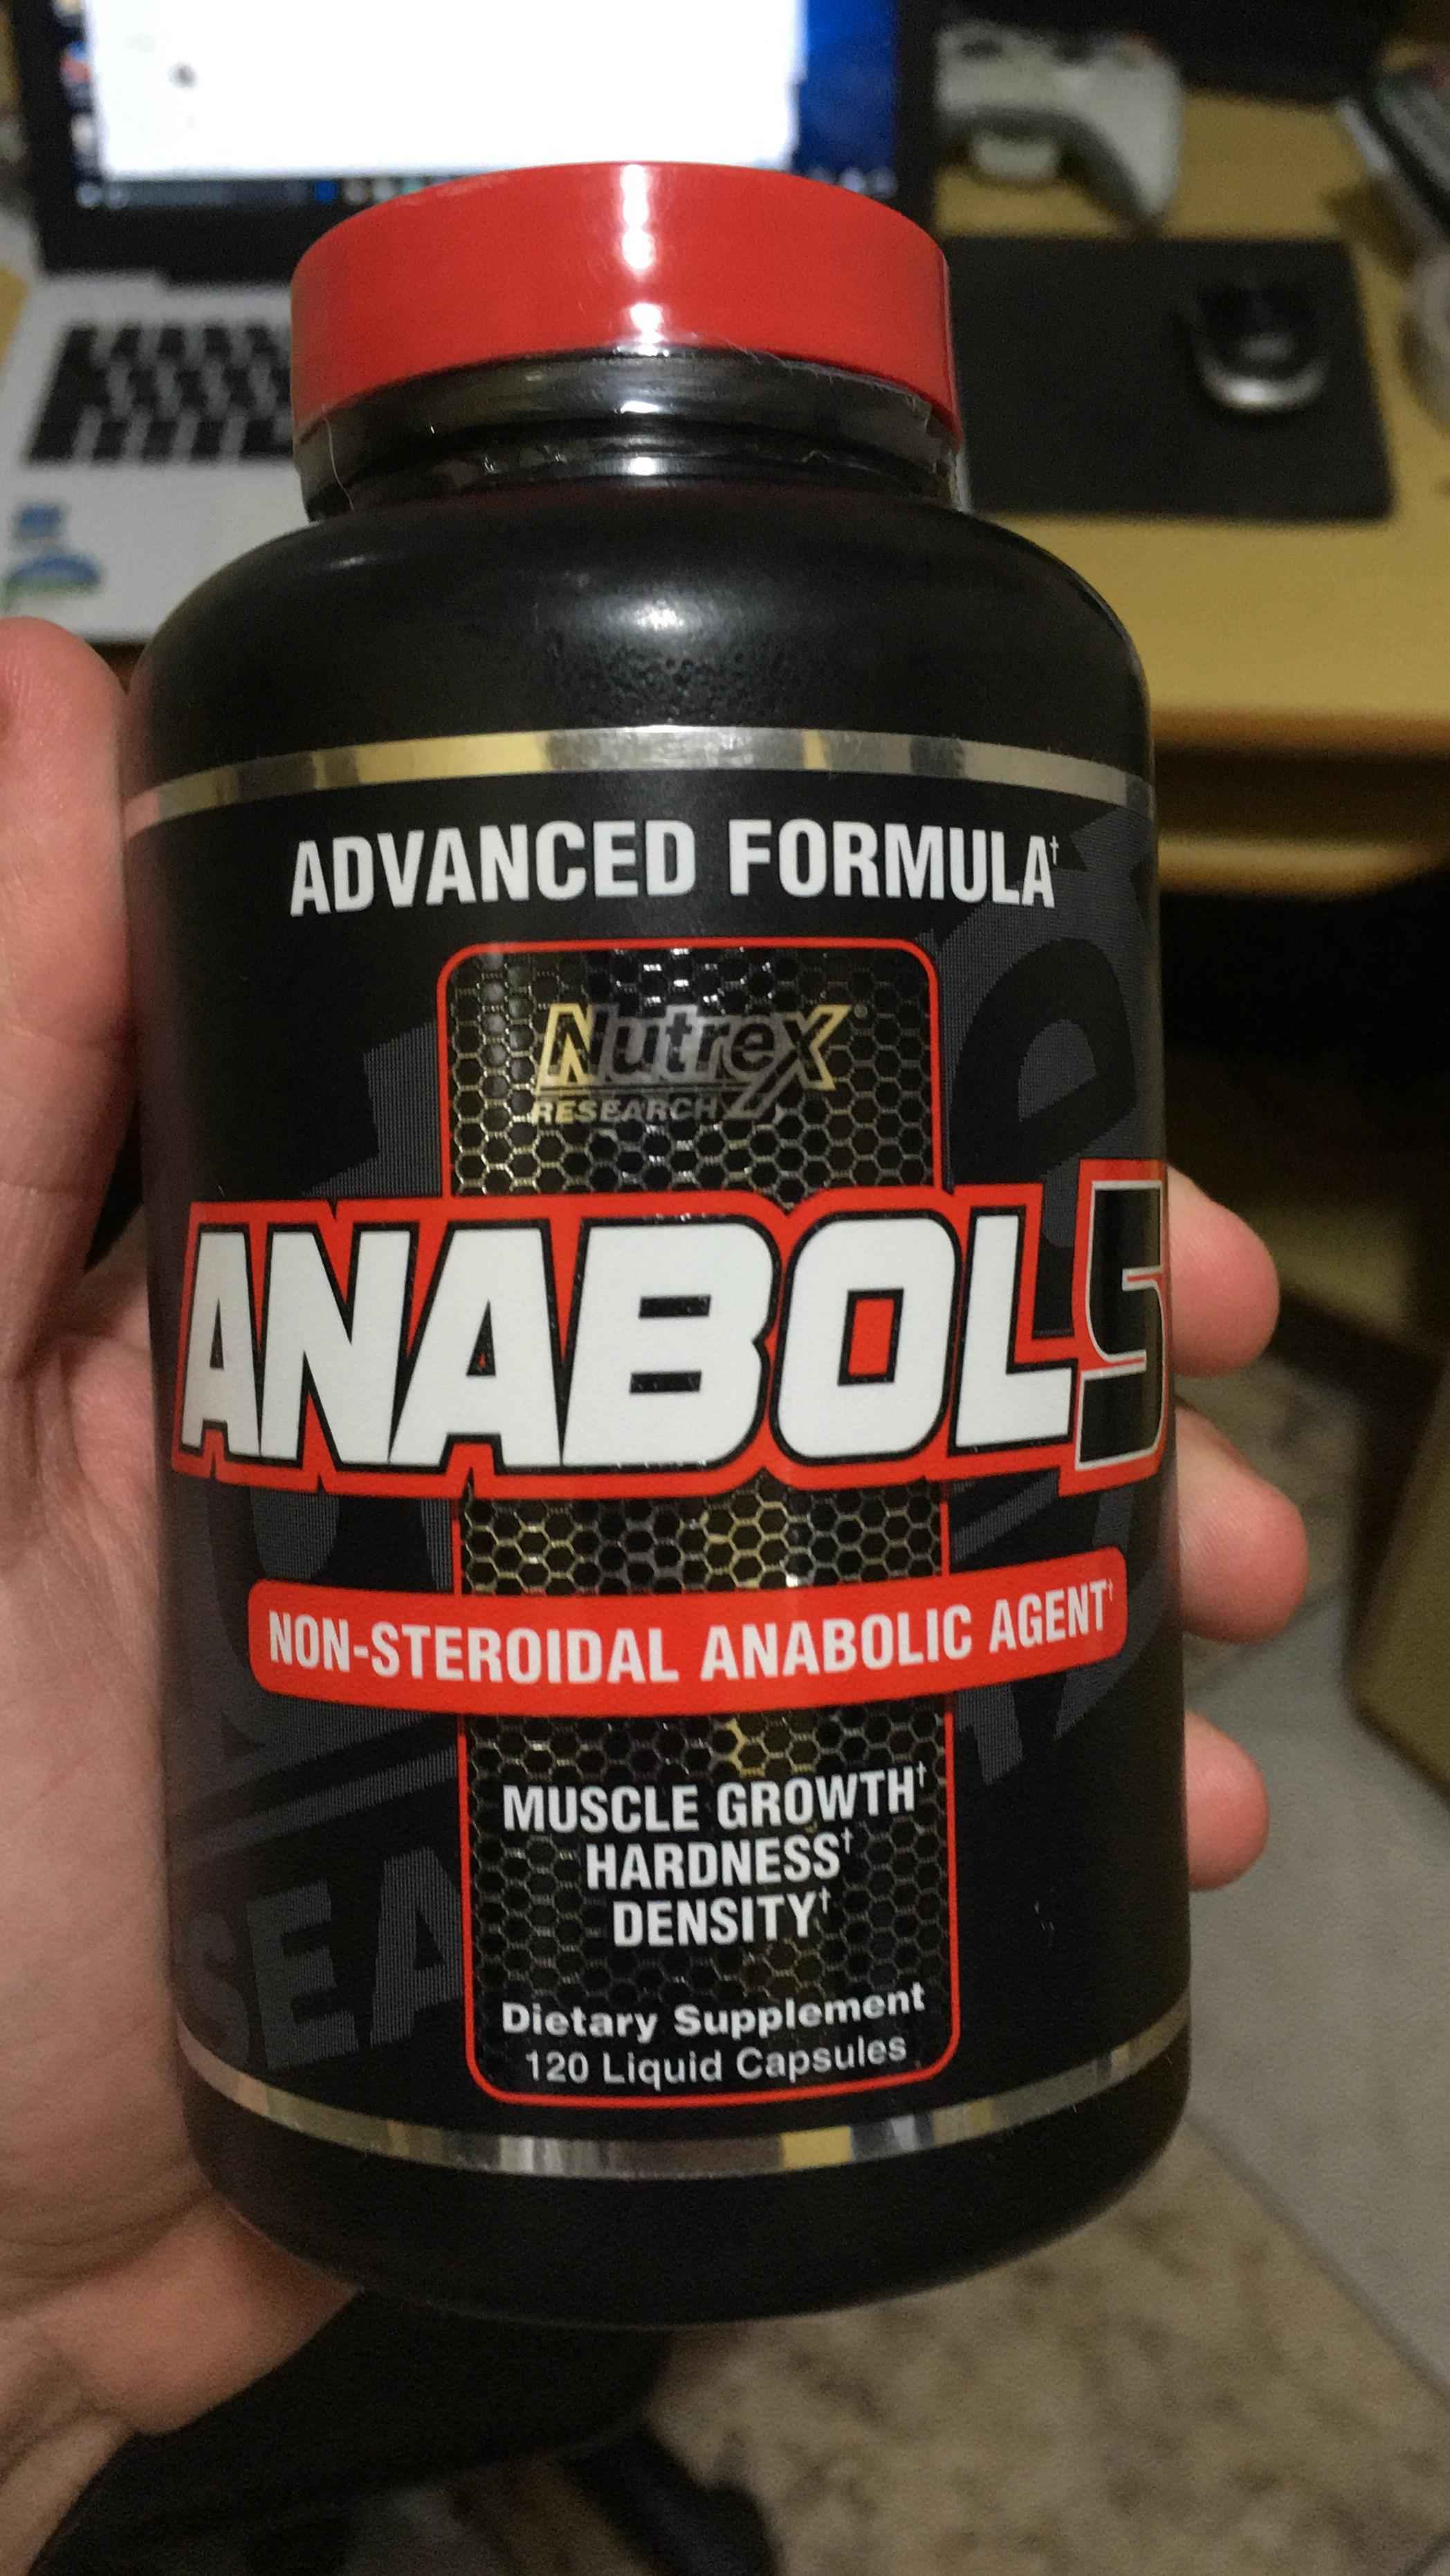 ADVANCED FORMULA†
Nutrex®
RESEARCH
ANABOL5
NON-STEROIDAL ANABOLIC AGENT†
MUSCLE GROWTH†
HARDNESS†
DENSITY†
Dietary Supplement
120 Liquid Capsules